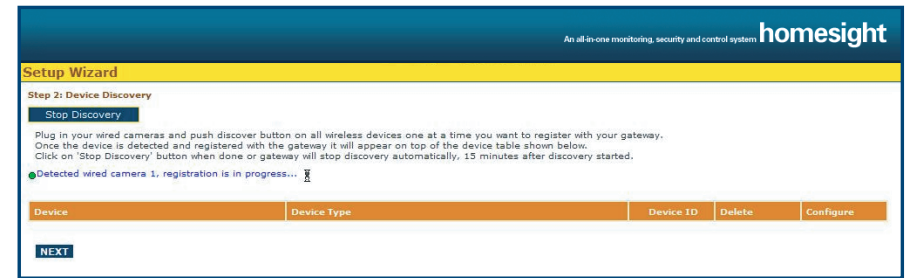 An all-in-one monitoring, security and control system homesight
Setup Wizard
Step 2: Device Discovery
Stop Discovery
Plug in your wired cameras and push discover button on all wireless devices one at a time you want to register with your gateway.
Once the device is detected and registered with the gateway it will appear on top of the device table shown below.
Click on 'Stop Discovery' button when done or gateway will stop discovery automatically, 15 minutes after discovery started.
Detected wired camera 1, registration is in progress...
Device Device Type Device ID Delete Configure
NEXT